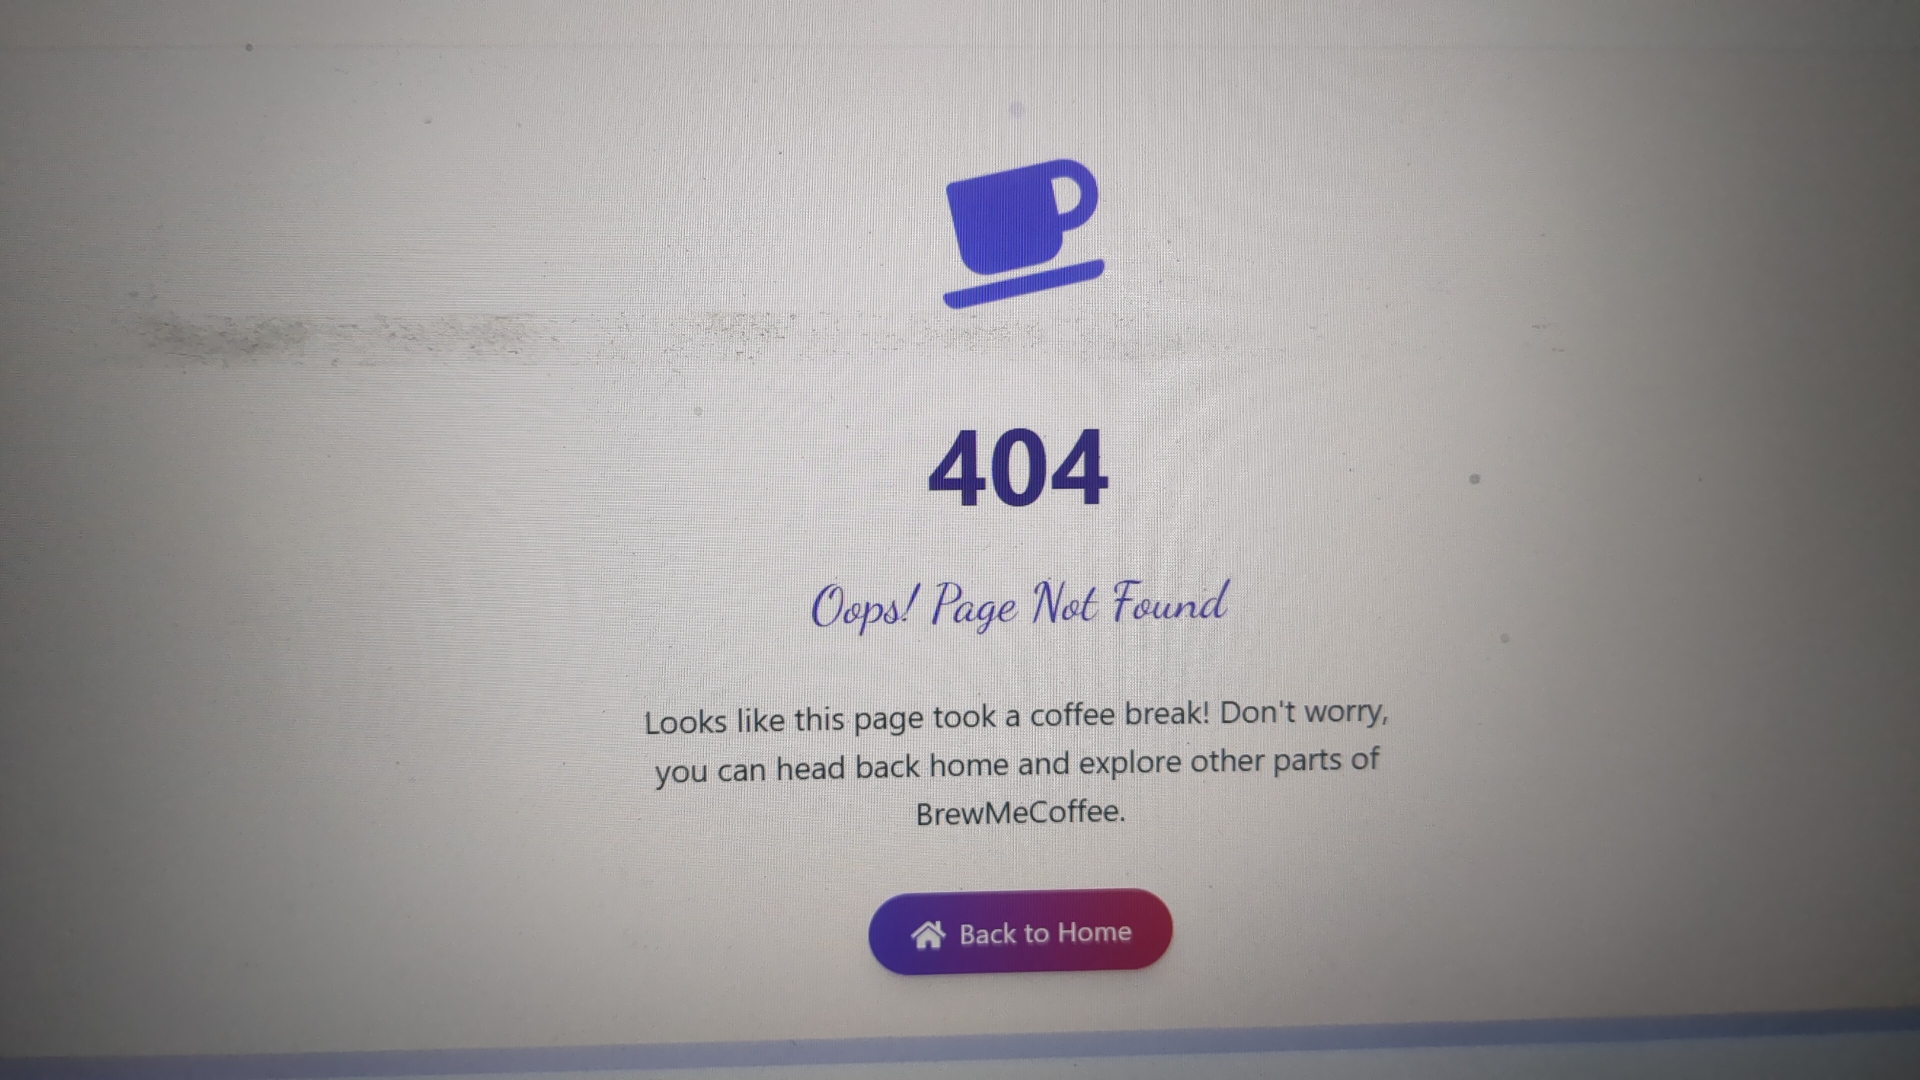 404
Oops! Page Not Found
Looks like this page took a coffee break! Don't worry,
you can head back home and explore other parts of
BrewMeCoffee.
Back to Home